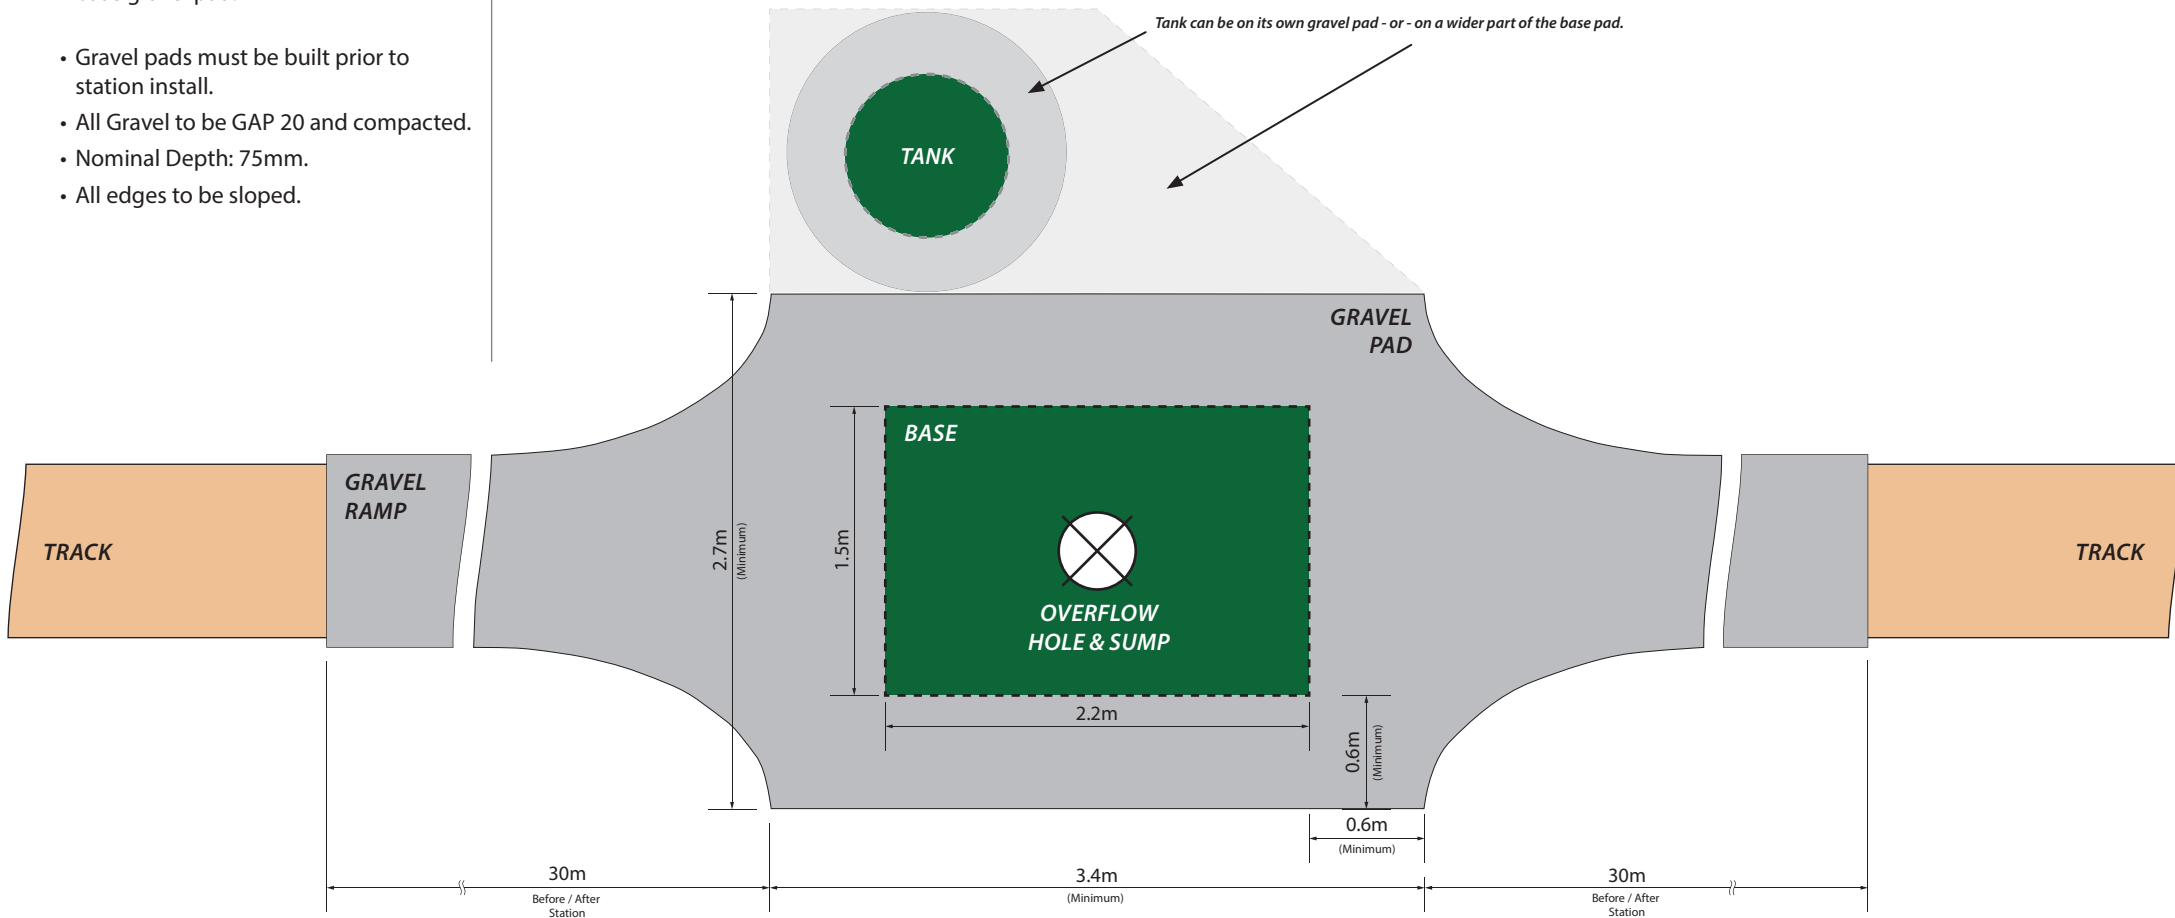 • Gravel pads must be built prior to
station install.
• All Gravel to be GAP 20 and compacted.
• Nominal Depth: 75mm.
• All edges to be sloped.
Tank can be on its own gravel pad - or - on a wider part of the base pad.
TANK
GRAVEL
PAD
BASE
GRAVEL
RAMP
TRACK
2.7m
(Minimum)
1.5m
OVERFLOW
HOLE & SUMP
TRACK
2.2m
0.6m
(Minimum)
0.6m
(Minimum)
30m
Before / After
Station
3.4m
(Minimum)
30m
Before / After
Station